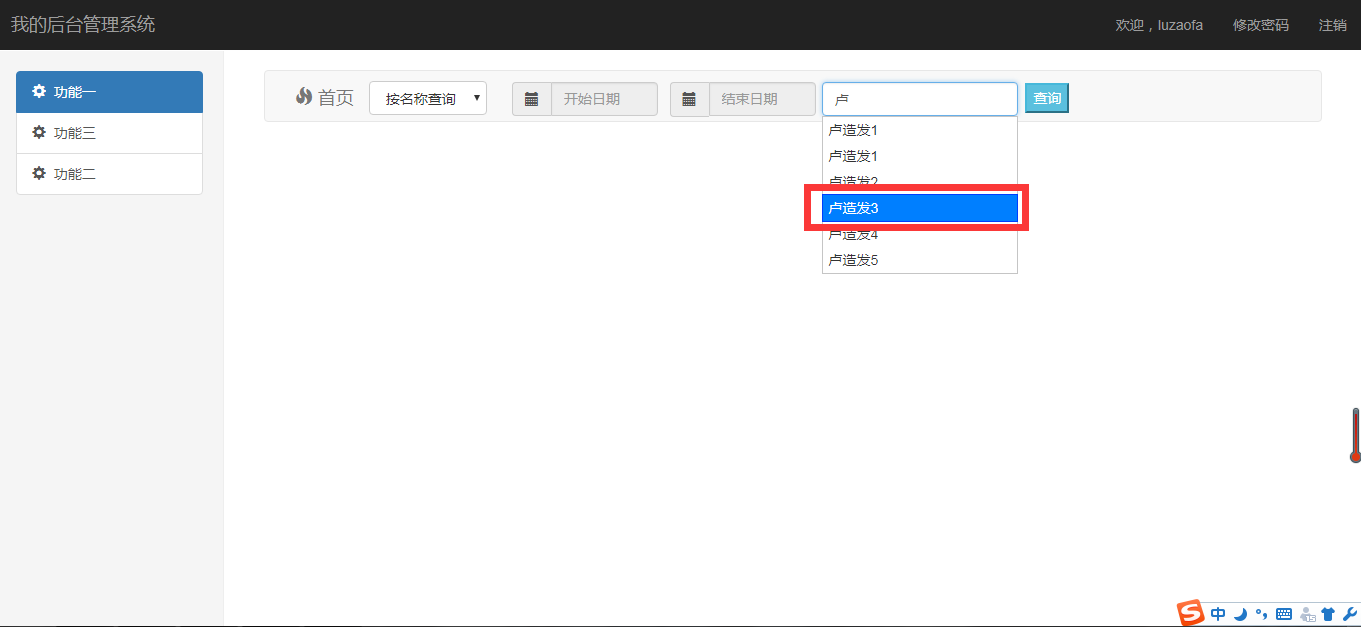 我的后台管理系统
欢迎，luzaofa 修改密码 注销
功能一
功能三
功能二
首页 按名称查询 开始日期 结束日期 卢 查询
卢造发1
卢造发1
卢造发2
卢造发3
卢造发4
卢造发5
中